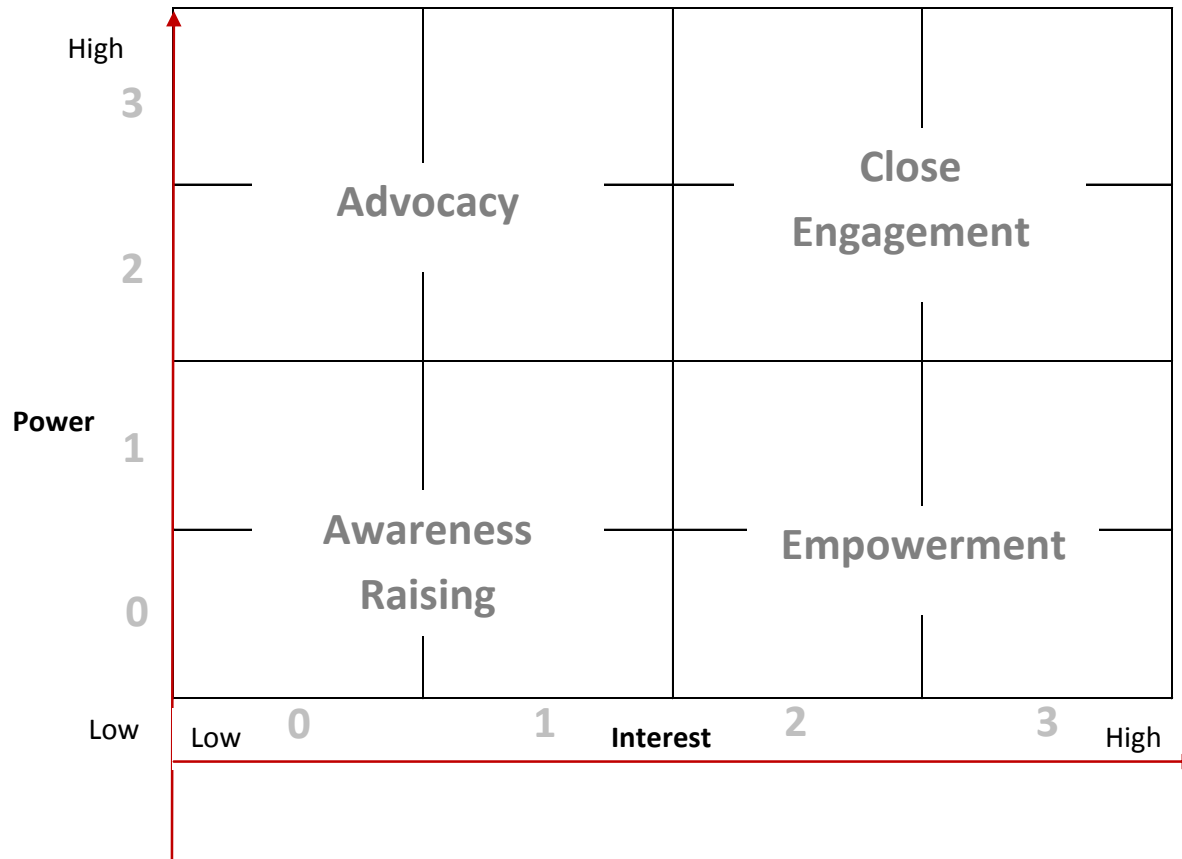 High
3
Advocacy
Close
Engagement
2
Power
1
Awareness
Raising
Empowerment
0
Low
Low
0
1
Interest
2
3
High